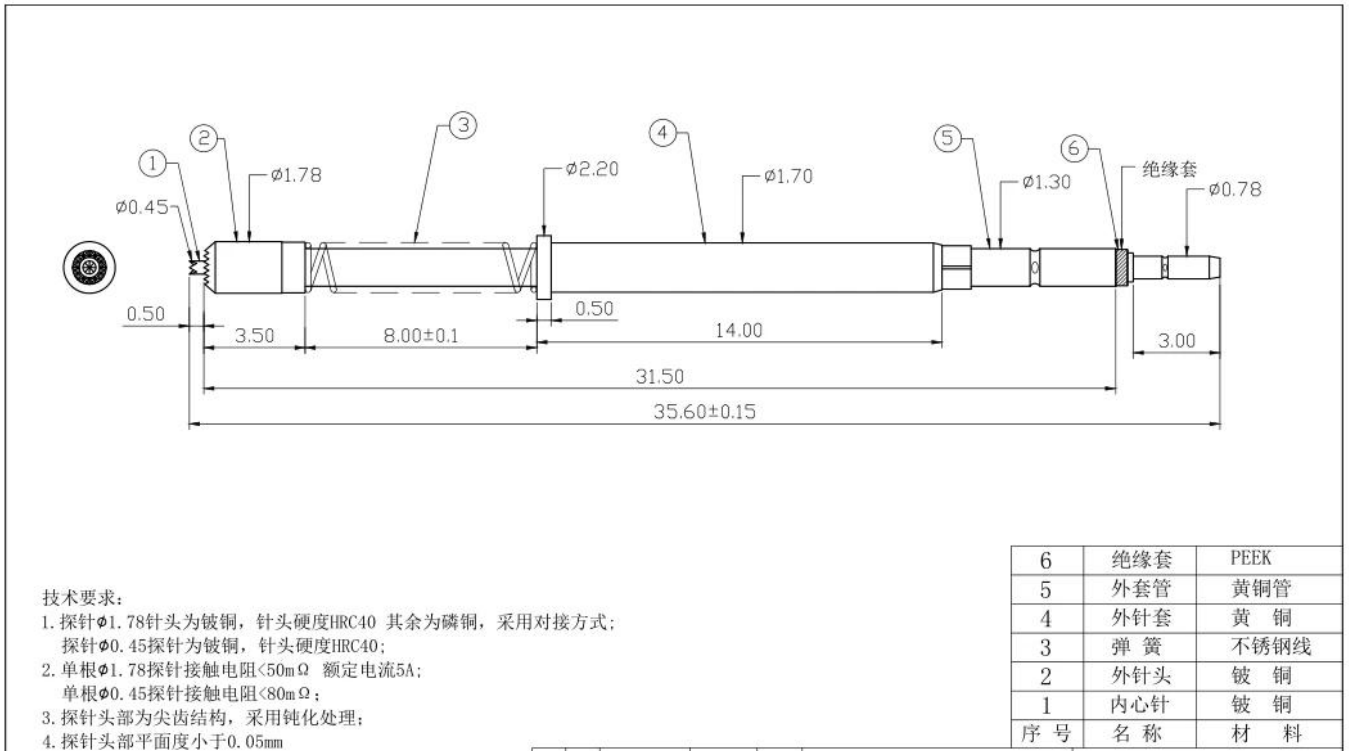 ① ② ③ ④ ⑤ ⑥
绝缘套
Ø0.45
Ø1.78
Ø2.20
Ø1.70
Ø1.30
Ø0.78
0.50
3.50
8.00±0.1
0.50
14.00
3.00
31.50
35.60±0.15
技术要求:
1.探针Ø1.78针头为铍铜，针头硬度HRC40 其余为磷铜，采用对接方式;
探针Ø0.45探针为铍铜，针头硬度HRC40;
2.单根Ø1.78探针接触电阻<50mΩ 额定电流5A;
单根Ø0.45探针接触电阻<80mΩ;
3.探针头部为尖齿结构，采用钝化处理;
4.探针头部平面度小于0.05mm
6 绝缘套 PEEK
5 外套管 黄铜管
4 外针套 黄 铜
3 弹 簧 不锈钢线
2 外针头 铍 铜
1 内心针 铍 铜
序 号 名 称 材 料